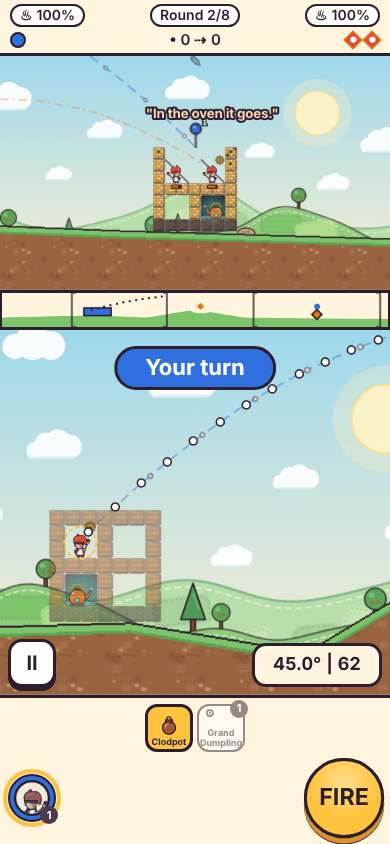 100%
Round 2/8
100%
• 0 ⇢ 0
"In the oven it goes."
1
Your turn
45.0° | 62
Clodpot
Grand
Dumpling
1
FIRE
1